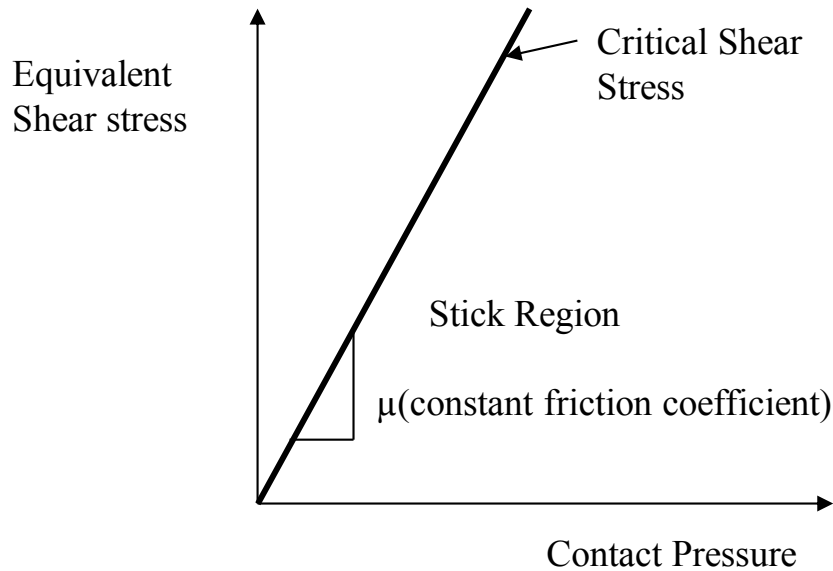 Equivalent
Shear stress
Critical Shear
Stress
Stick Region
μ(constant friction coefficient)
Contact Pressure